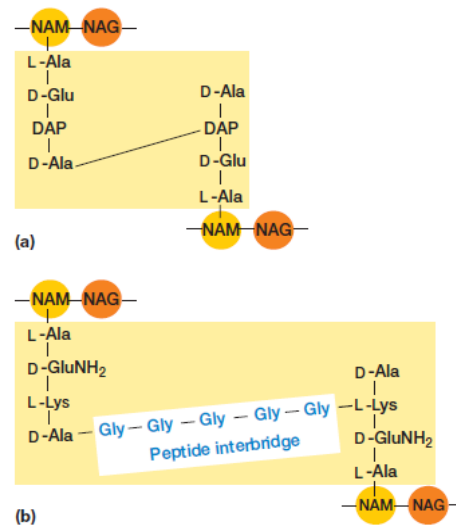 NAM NAG
L-Ala
D-Glu
DAP
D-Ala
D-Ala
DAP
D-Glu
L-Ala
NAM NAG
(a)
NAM NAG
L-Ala
D-GluNH₂
L-Lys
D-Ala
Gly — Gly — Gly — Gly — Gly
Peptide interbridge
D-Ala
L-Lys
D-GluNH₂
L-Ala
NAM NAG
(b)